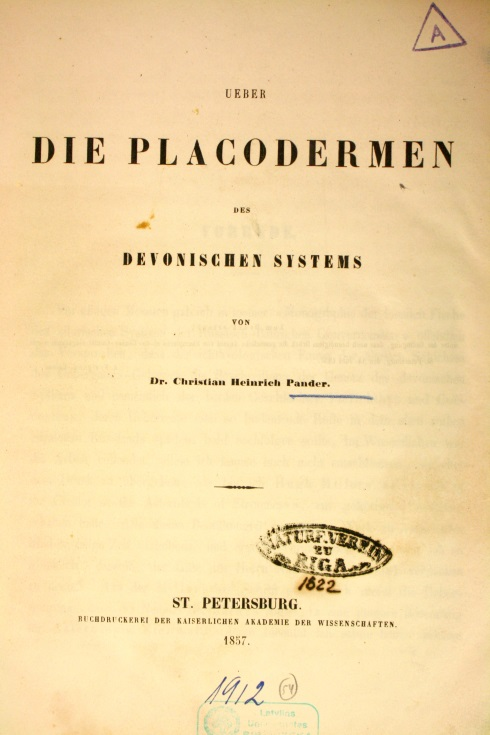 A
UEBER
DIE PLACODERMEN
DES
DEVONISCHEN SYSTEMS
VON
Dr. Christian Heinrich Pander.
NATURF. VEREIN
ZU
RIGA
1622
ST. PETERSBURG.
BUCHDRUCKEREI DER KAISERLICHEN AKADEMIE DER WISSENSCHAFTEN.
1857.
1912